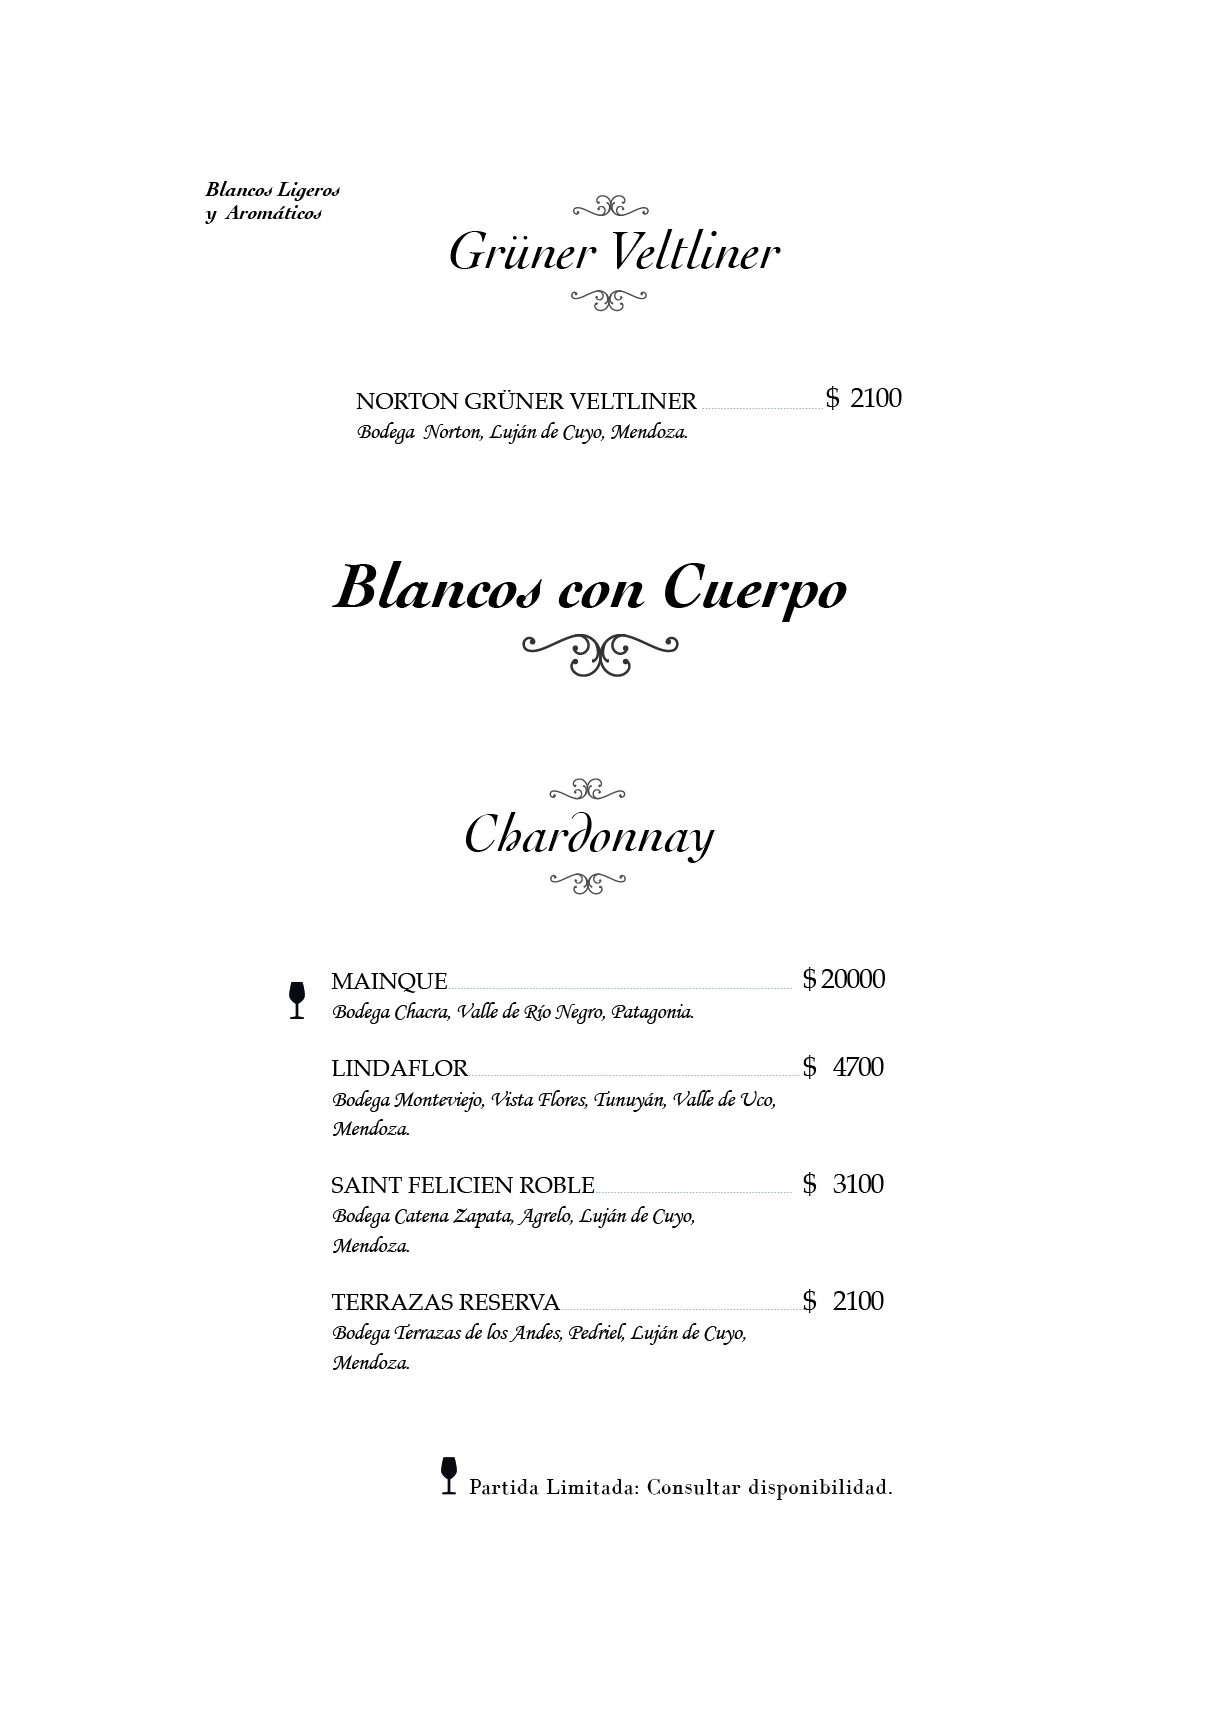 Blancos Ligeros
y Aromáticos
Grüner Veltliner
NORTON GRÜNER VELTLINER $ 2100
Bodega Norton, Luján de Cuyo, Mendoza.
Blancos con Cuerpo
Chardonnay
MAINQUE $ 20000
Bodega Chacra, Valle de Río Negro, Patagonia.
LINDAFLOR $ 4700
Bodega Monteviejo, Vista Flores, Tunuyán, Valle de Uco,
Mendoza.
SAINT FELICIEN ROBLE $ 3100
Bodega Catena Zapata, Agrelo, Luján de Cuyo,
Mendoza.
TERRAZAS RESERVA $ 2100
Bodega Terrazas de los Andes, Pedriel, Luján de Cuyo,
Mendoza.
Partida Limitada: Consultar disponibilidad.